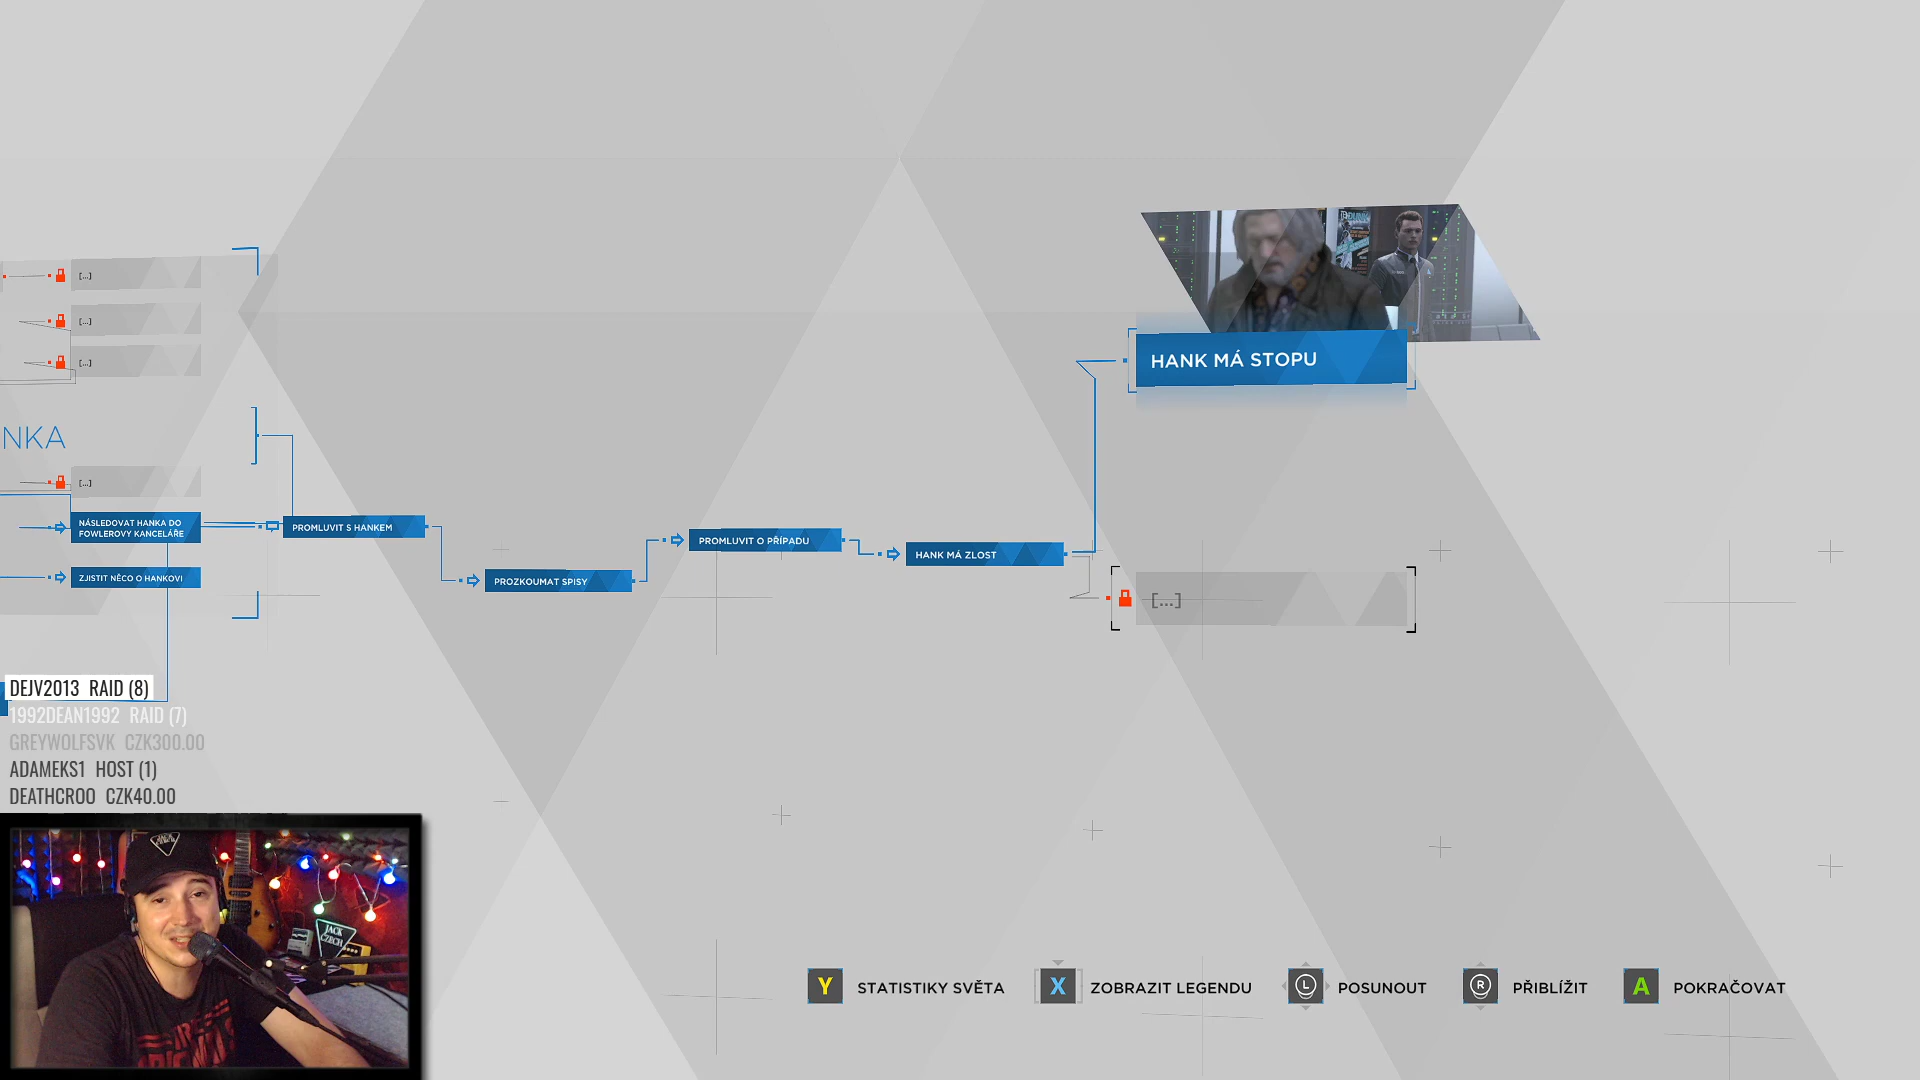 HANK MÁ STOPU
[...]
[...]
[...]
NKA
[...]
NÁSLEDOVAT HANKA DO
FOWLEROVY KANCELÁŘE
PROMLUVIT S HANKEM
PROMLUVIT O PŘÍPADU
HANK MÁ ZLOST
ZJISTIT NĚCO O HANKOVI
PROZKOUMAT SPISY
[...]
DEJV2013 RAID (8)
1992DEAN1992 RAID (7)
GREYWOLFSVK CZK300.00
ADAMEKS1 HOST (1)
DEATHCROO CZK40.00
JACK
CZECH
Y STATISTIKY SVĚTA
X ZOBRAZIT LEGENDU
L POSUNOUT
R PŘIBLÍŽIT
A POKRAČOVAT